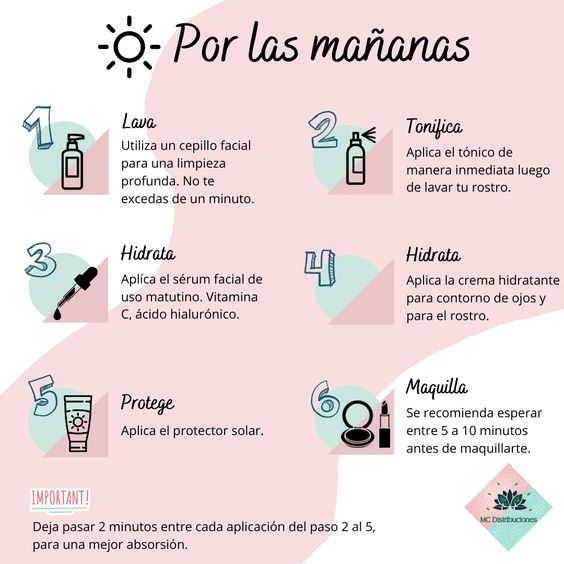 Por las mañanas
1
Lava
Utiliza un cepillo facial
para una limpieza
profunda. No te
excedas de un minuto.
2
Tonifica
Aplica el tónico de
manera inmediata luego
de lavar tu rostro.
3
Hidrata
Aplíca el sérum facial de
uso matutino. Vitamina
C, ácido hialurónico.
4
Hidrata
Aplica la crema hidratante
para contorno de ojos y
para el rostro.
5
Protege
Aplica el protector solar.
6
Maquilla
Se recomienda esperar
entre 5 a 10 minutos
antes de maquillarte.
IMPORTANT!
Deja pasar 2 minutos entre cada aplicación del paso 2 al 5,
para una mejor absorsión.
MC Distribuciones